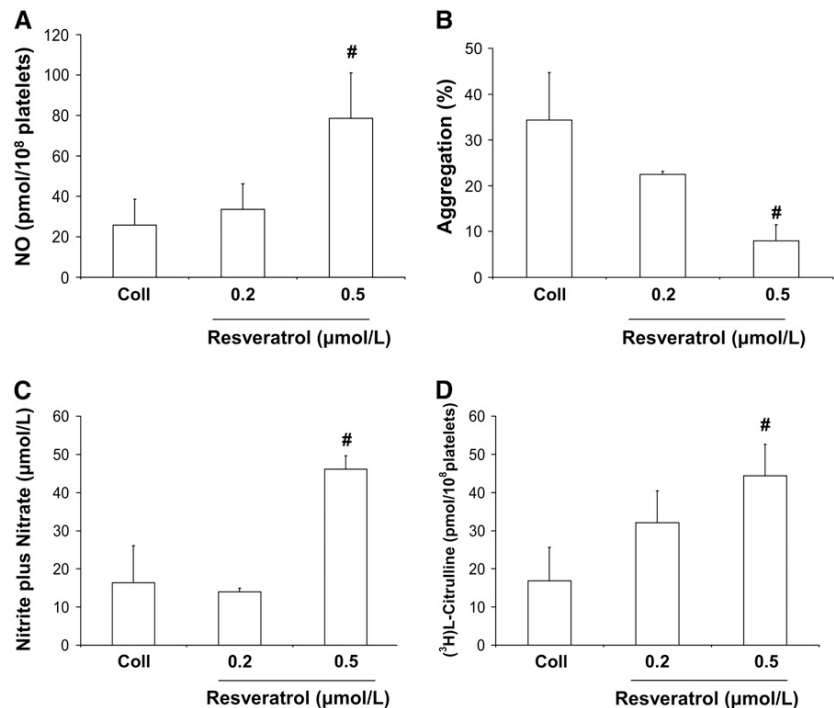 A
NO (pmol/10⁸ platelets)
120
100
80
60
40
20
0
#
Coll
0.2
0.5
Resveratrol (µmol/L)
B
Aggregation (%)
50
40
30
20
10
0
#
Coll
0.2
0.5
Resveratrol (µmol/L)
C
Nitrite plus Nitrate (µmol/L)
60
50
40
30
20
10
0
#
Coll
0.2
0.5
Resveratrol (µmol/L)
D
(³H)L-Citrulline (pmol/10⁸platelets)
60
50
40
30
20
10
0
#
Coll
0.2
0.5
Resveratrol (µmol/L)